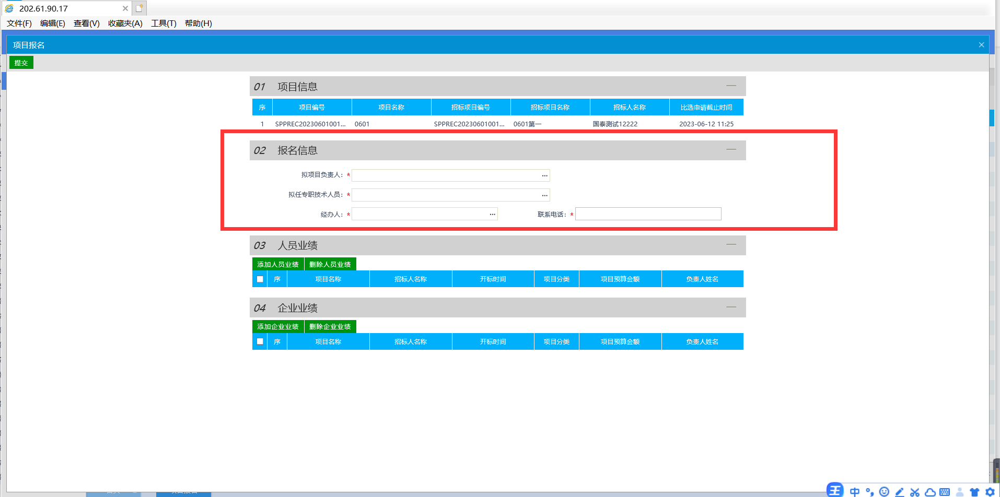 202.61.90.17
文件(F) 编辑(E) 查看(V) 收藏夹(A) 工具(T) 帮助(H)
项目报名
提交
01 项目信息
序 项目编号 项目名称 招标项目编号 招标项目名称 招标人名称 比选申请截止时间
1 SPPREC20230601001... 0601 SPPREC20230601001... 0601第一 国泰测试12222 2023-06-12 11:25
02 报名信息
拟项目负责人： * ...
拟任专职技术人员： * ...
经办人： * ... 联系电话： *
03 人员业绩
添加人员业绩 删除人员业绩
序 项目名称 招标人名称 开标时间 项目分类 项目预算金额 负责人姓名
04 企业业绩
添加企业业绩 删除企业业绩
序 项目名称 招标人名称 开标时间 项目分类 项目预算金额 负责人姓名
王 中